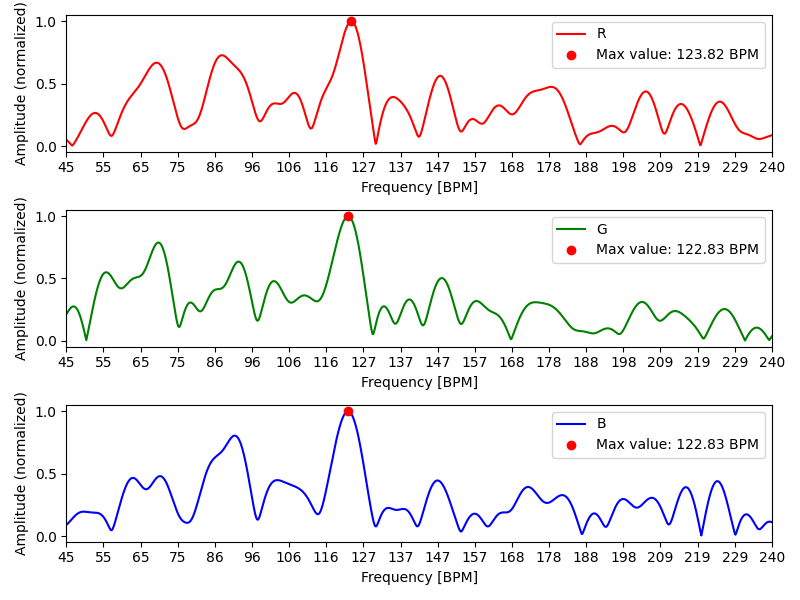 Amplitude (normalized)
1.0
0.5
0.0
R
Max value: 123.82 BPM
45 55 65 75 86 96 106 116 127 137 147 157 168 178 188 198 209 219 229 240
Frequency [BPM]
Amplitude (normalized)
1.0
0.5
0.0
G
Max value: 122.83 BPM
45 55 65 75 86 96 106 116 127 137 147 157 168 178 188 198 209 219 229 240
Frequency [BPM]
Amplitude (normalized)
1.0
0.5
0.0
B
Max value: 122.83 BPM
45 55 65 75 86 96 106 116 127 137 147 157 168 178 188 198 209 219 229 240
Frequency [BPM]